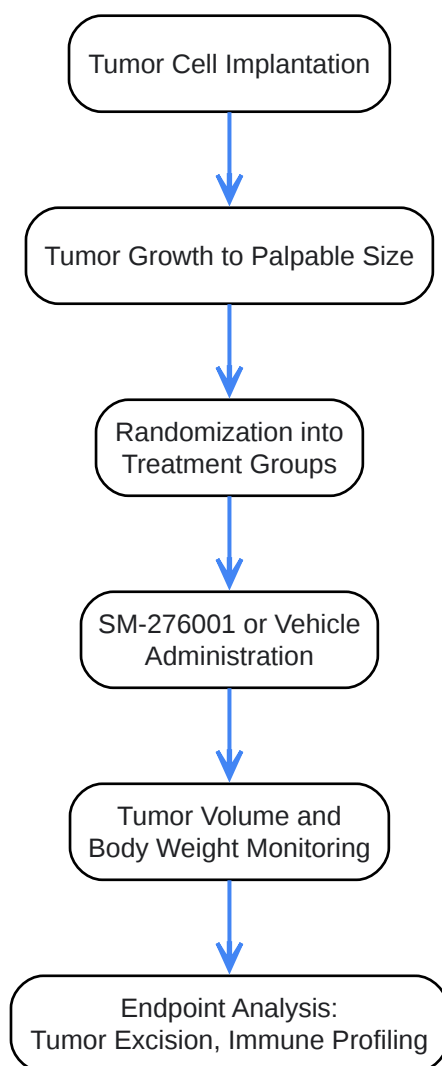 Tumor Cell Implantation
Tumor Growth to Palpable Size
Randomization into
Treatment Groups
SM-276001 or Vehicle
Administration
Tumor Volume and
Body Weight Monitoring
Endpoint Analysis:
Tumor Excision, Immune Profiling